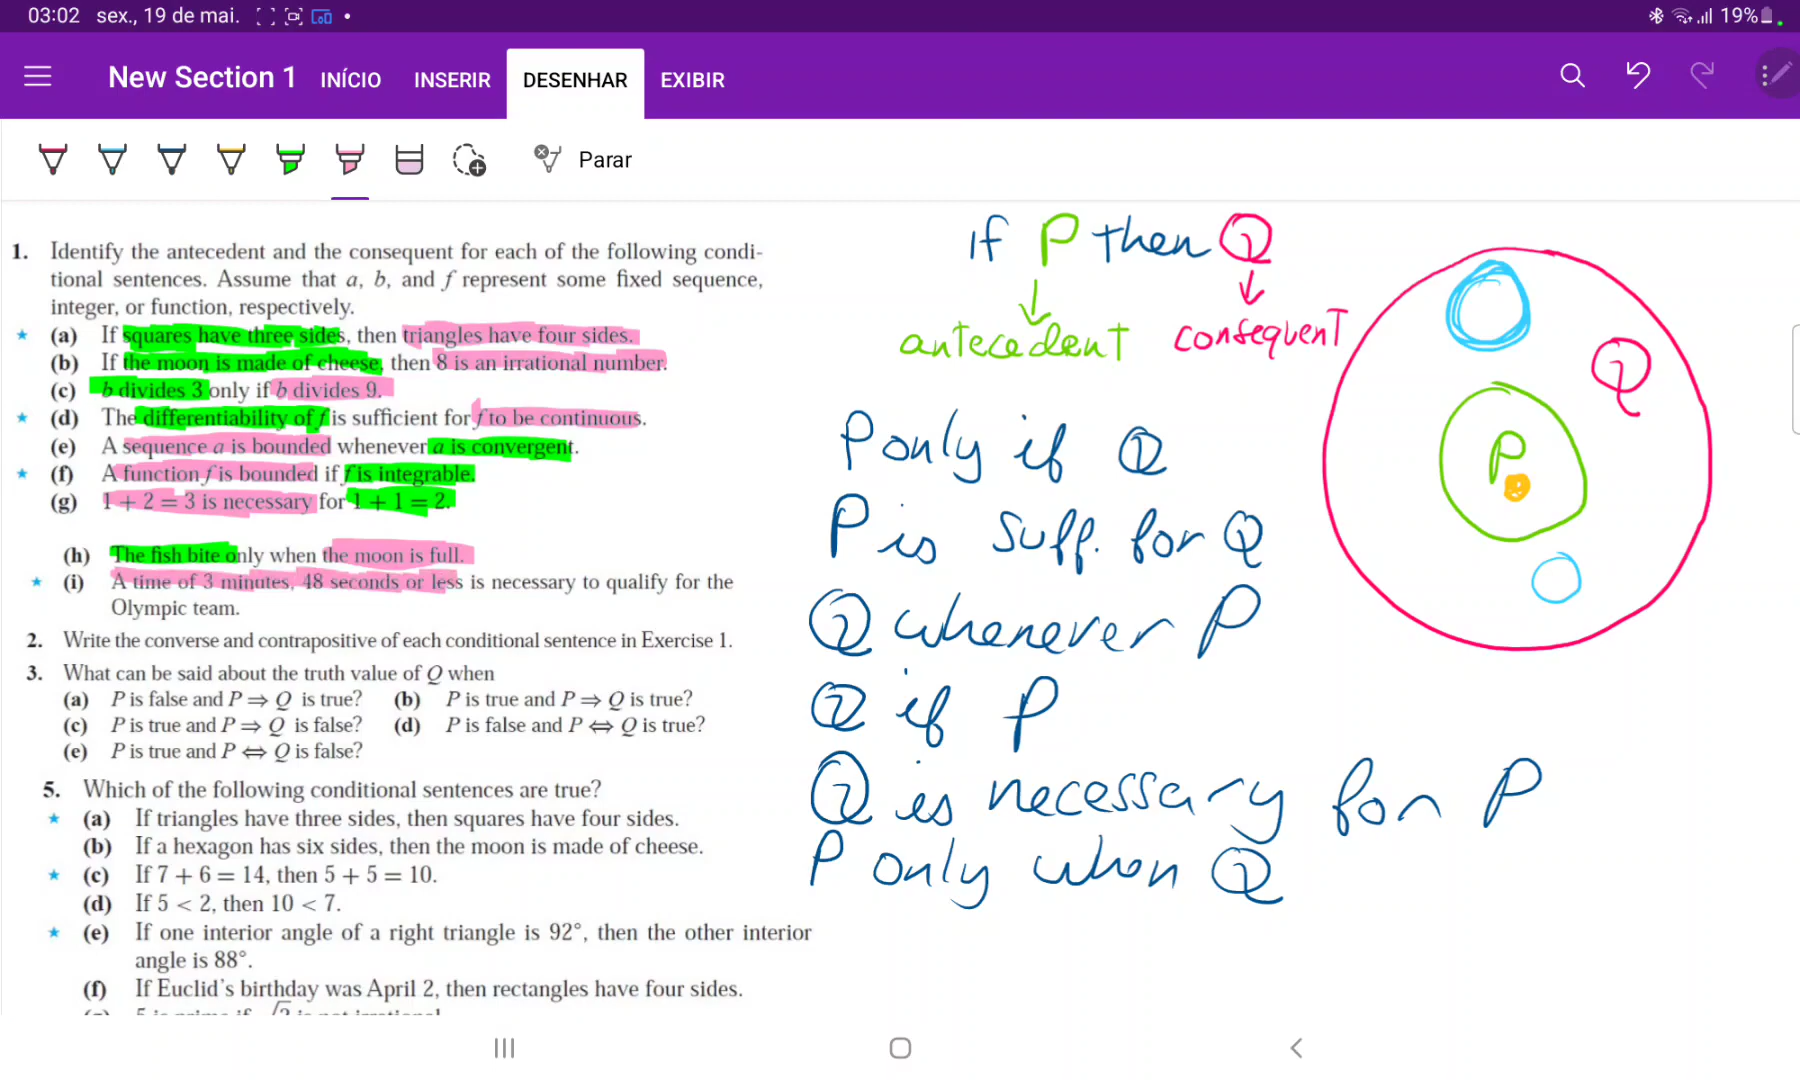 03:02 sex., 19 de mai. 19%
New Section 1 INÍCIO INSERIR DESENHAR EXIBIR
Parar
1. Identify the antecedent and the consequent for each of the following condi-
tional sentences. Assume that a, b, and f represent some fixed sequence,
integer, or function, respectively.
★ (a) If squares have three sides, then triangles have four sides.
(b) If the moon is made of cheese, then 8 is an irrational number.
(c) b divides 3 only if b divides 9.
★ (d) The differentiability of f is sufficient for f to be continuous.
(e) A sequence a is bounded whenever a is convergent.
★ (f) A function f is bounded if f is integrable.
(g) 1 + 2 = 3 is necessary for 1 + 1 = 2.
(h) The fish bite only when the moon is full.
★ (i) A time of 3 minutes, 48 seconds or less is necessary to qualify for the
Olympic team.
2. Write the converse and contrapositive of each conditional sentence in Exercise 1.
3. What can be said about the truth value of Q when
(a) P is false and P ⇒ Q is true? (b) P is true and P ⇒ Q is true?
(c) P is true and P ⇒ Q is false? (d) P is false and P ⇔ Q is true?
(e) P is true and P ⇔ Q is false?
5. Which of the following conditional sentences are true?
★ (a) If triangles have three sides, then squares have four sides.
(b) If a hexagon has six sides, then the moon is made of cheese.
★ (c) If 7 + 6 = 14, then 5 + 5 = 10.
(d) If 5 < 2, then 10 < 7.
★ (e) If one interior angle of a right triangle is 92°, then the other interior
angle is 88°.
(f) If Euclid's birthday was April 2, then rectangles have four sides.
if P then Q
↓ ↓
antecedent consequent
P only if Q
P is suff. for Q
Q whenever P
Q if P
Q is necessary for P
P only when Q
Q
P